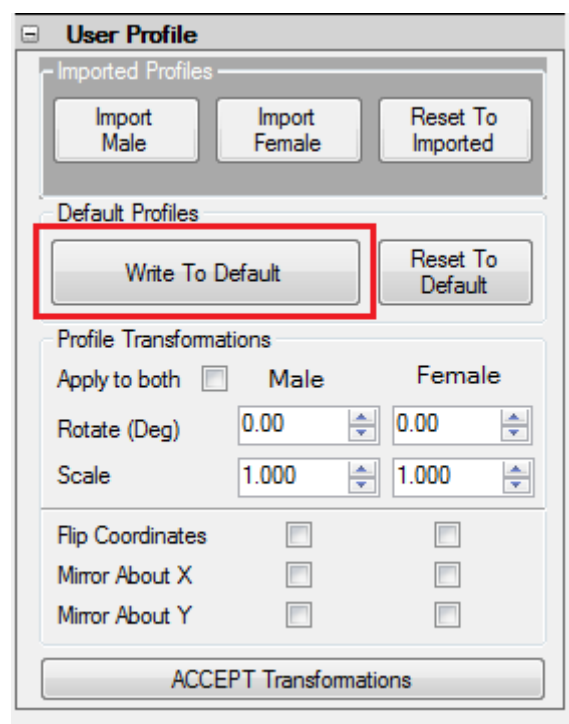 User Profile
Imported Profiles
Import Male
Import Female
Reset To Imported
Default Profiles
Write To Default
Reset To Default
Profile Transformations
Apply to both Male Female
Rotate (Deg) 0.00 0.00
Scale 1.000 1.000
Flip Coordinates
Mirror About X
Mirror About Y
ACCEPT Transformations